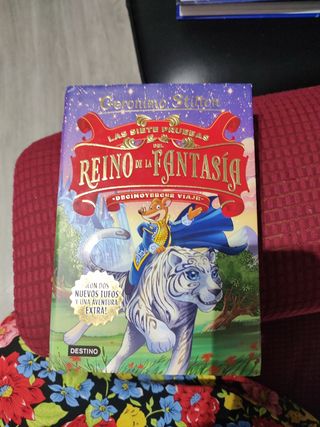 Geronimo Stilton
LAS SIETE PRUEBAS
DEL
REINO DE LA FANTASÍA
DECIMOTERCER VIAJE
¡CON DOS
NUEVOS TUFOS
Y UNA AVENTURA
EXTRA!
DESTINO